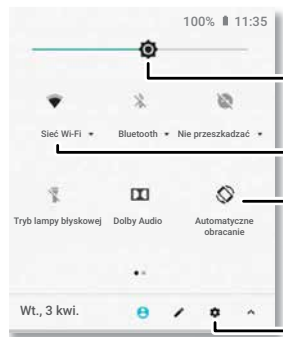 100% 11:35
Sieć Wi-Fi Bluetooth Nie przeszkadzać
Tryb lampy błyskowej Dolby Audio Automatyczne
obracanie
Wt., 3 kwi.